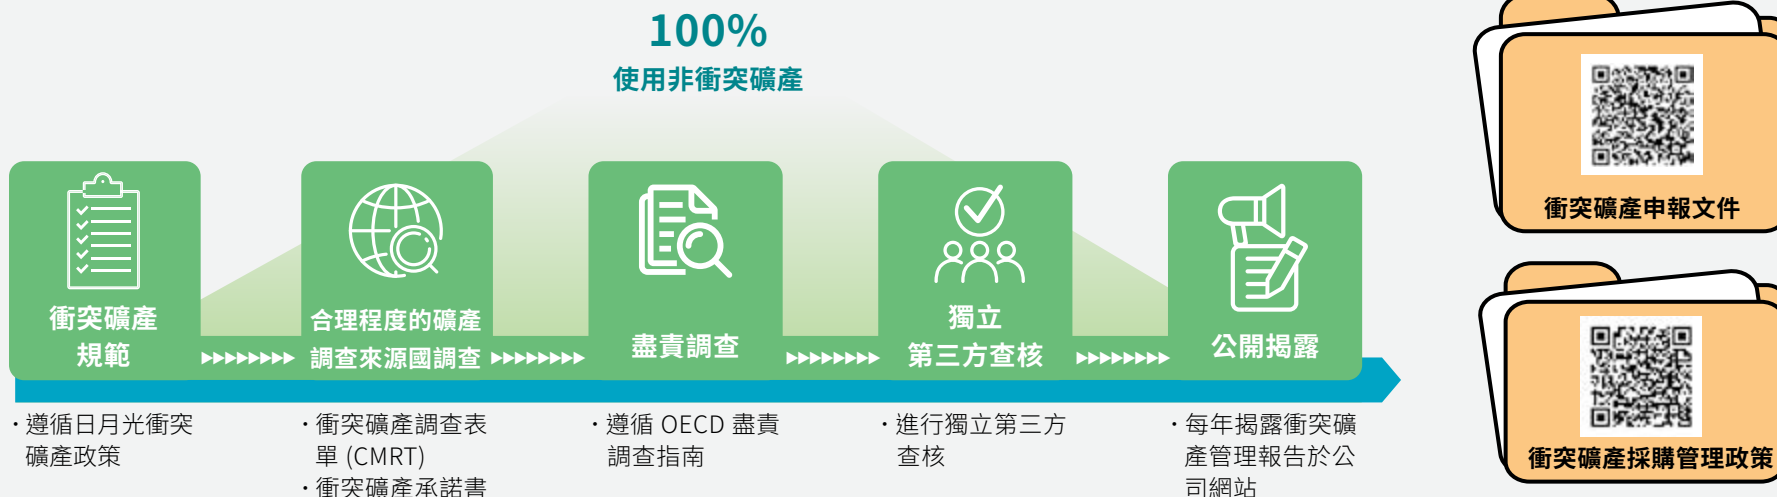 100%
使用非衝突礦產
衝突礦產
規範
合理程度的礦產
調查來源國調查
盡責調查
獨立
第三方查核
公開揭露
・遵循日月光衝突
礦產政策
・衝突礦產調查表
單 (CMRT)
・衝突礦產承諾書
・遵循 OECD 盡責
調查指南
・進行獨立第三方
查核
・每年揭露衝突礦
產管理報告於公
司網站
衝突礦產申報文件
衝突礦產採購管理政策